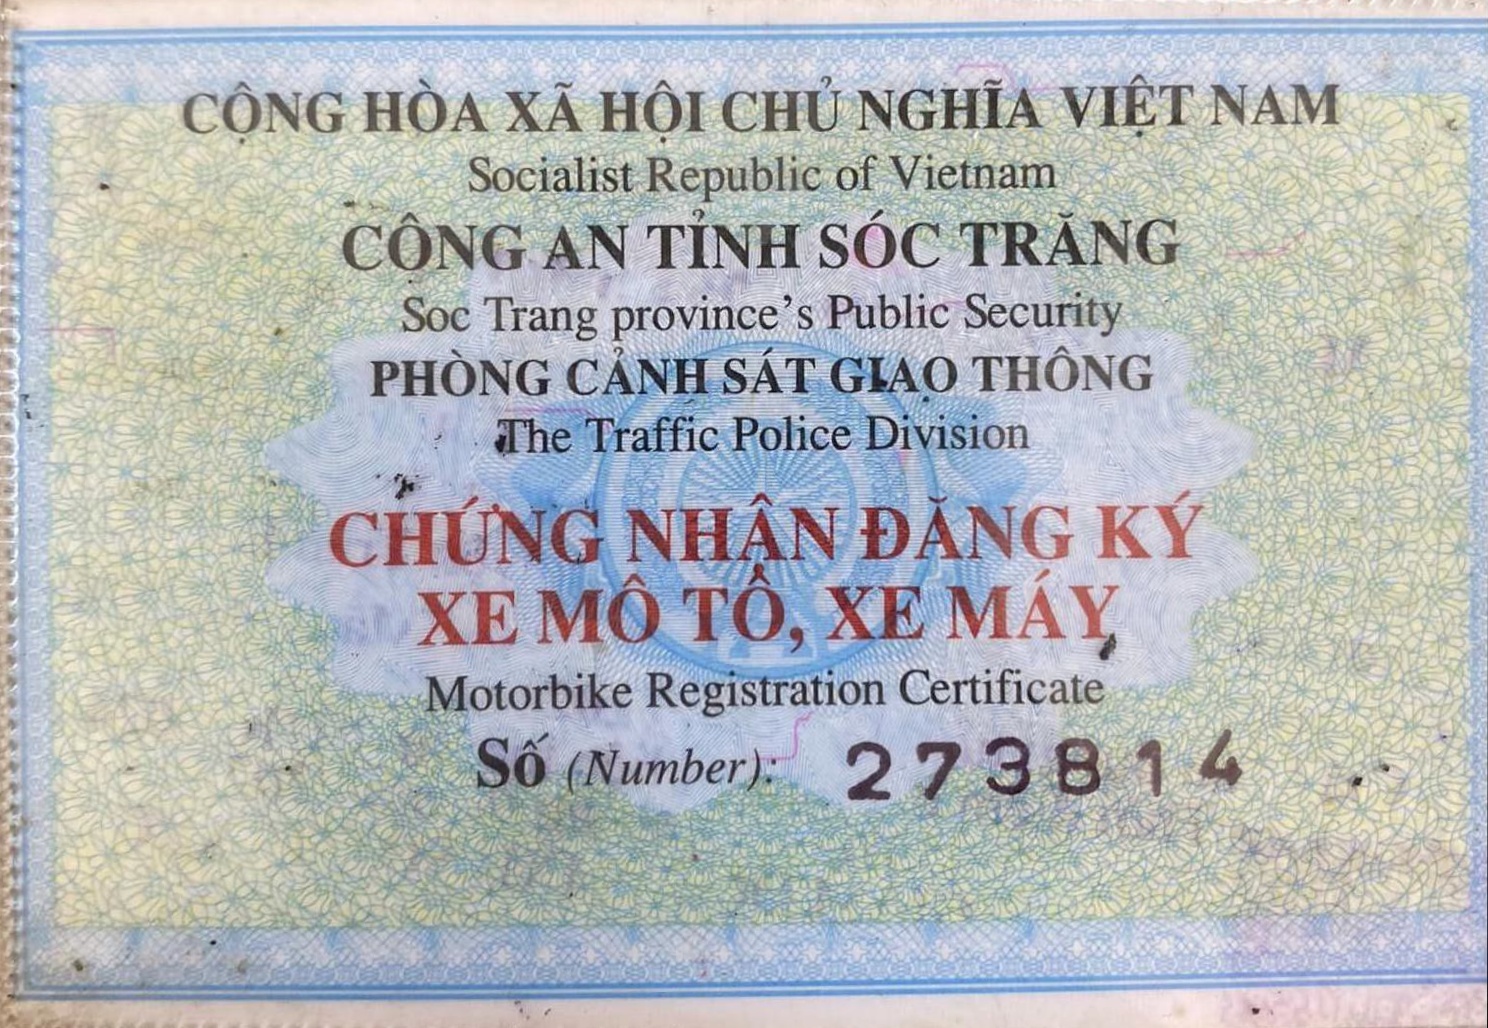 CỘNG HÒA XÃ HỘI CHỦ NGHĨA VIỆT NAM
Socialist Republic of Vietnam
CÔNG AN TỈNH SÓC TRĂNG
Soc Trang province's Public Security
PHÒNG CẢNH SÁT GIAO THÔNG
The Traffic Police Division
CHỨNG NHẬN ĐĂNG KÝ
XE MÔ TÔ, XE MÁY
Motorbike Registration Certificate
Số (Number): 273814